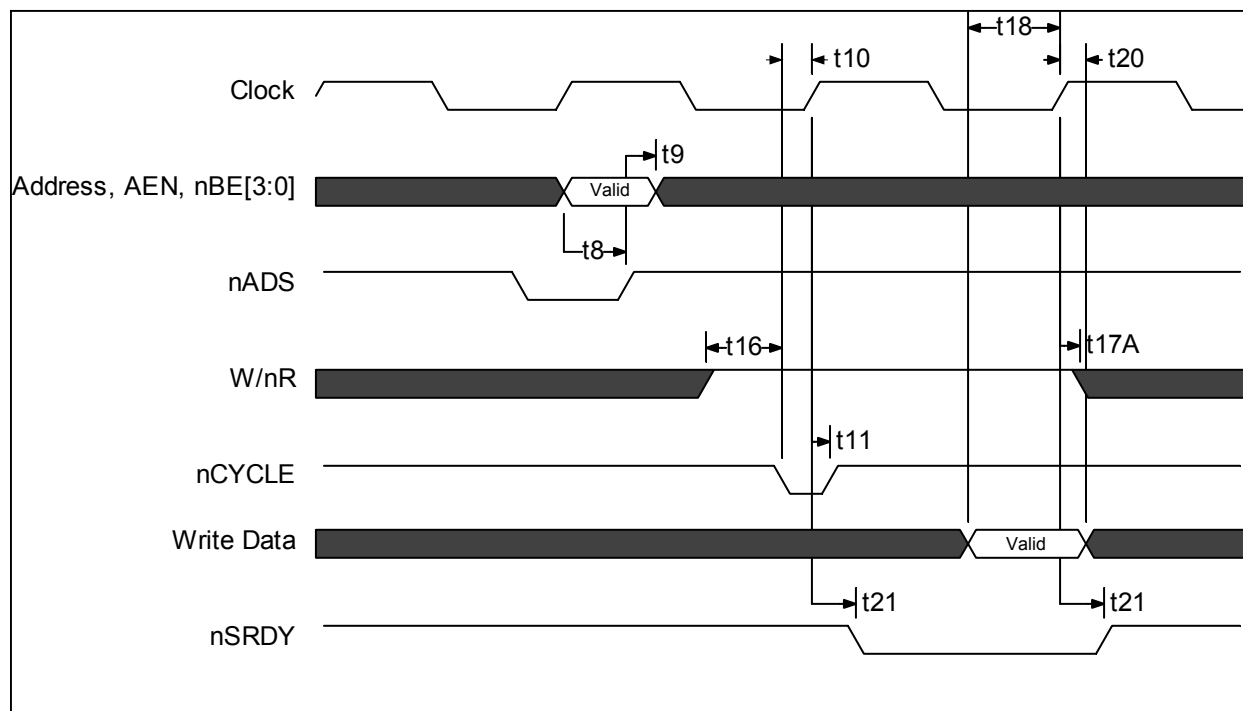 t18
t10
t20
Clock
t9
Address, AEN, nBE[3:0]
Valid
t8
nADS
t16
t17A
W/nR
t11
nCYCLE
Write Data
Valid
t21
t21
nSRDY